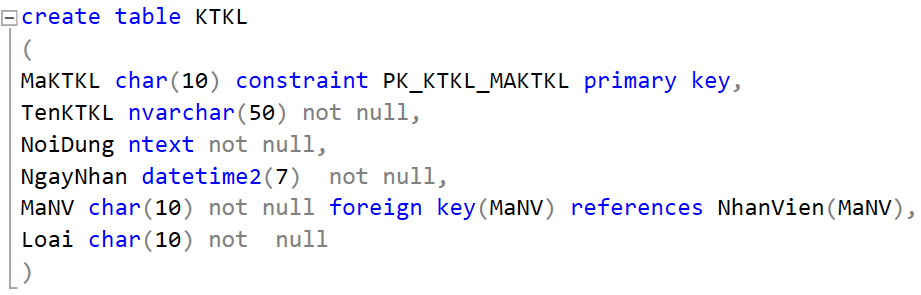 create table KTKL
(
MaKTKL char(10) constraint PK_KTKL_MAKTKL primary key,
TenKTKL nvarchar(50) not null,
NoiDung ntext not null,
NgayNhan datetime2(7)  not null,
MaNV char(10) not null foreign key(MaNV) references NhanVien(MaNV),
Loai char(10) not  null
)